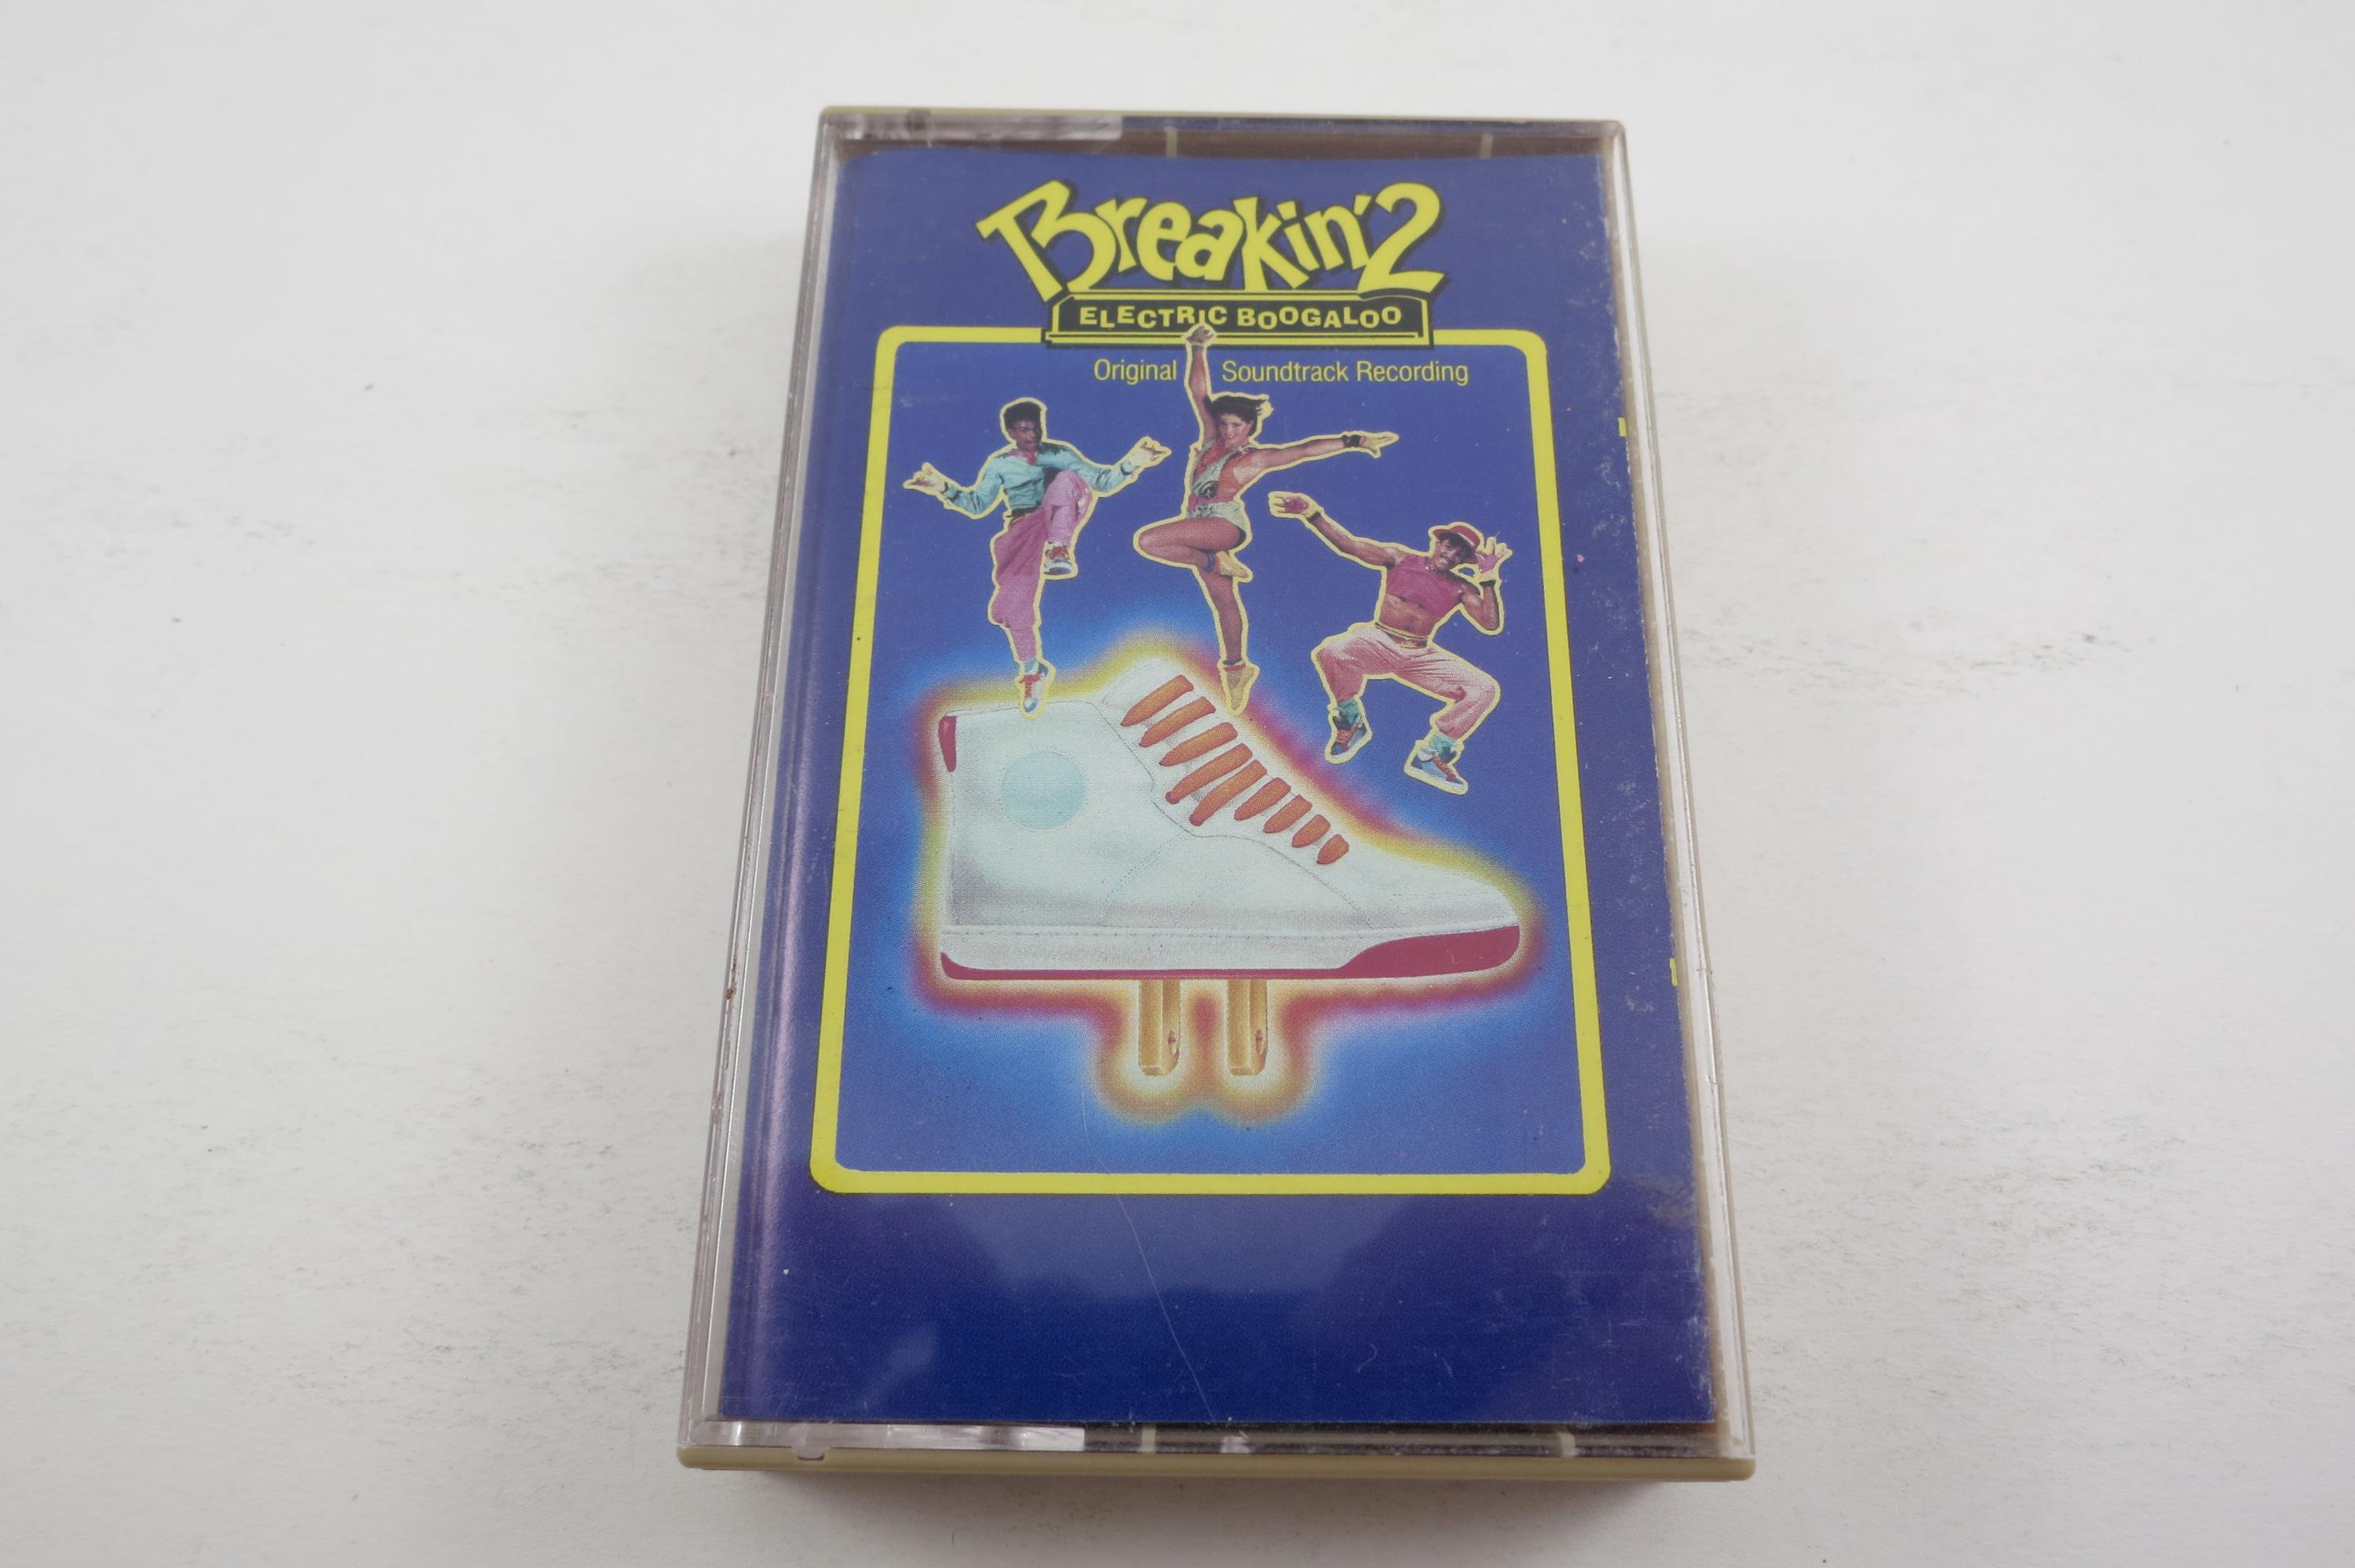 Breakin' 2
ELECTRIC BOOGALOO
Original Soundtrack Recording